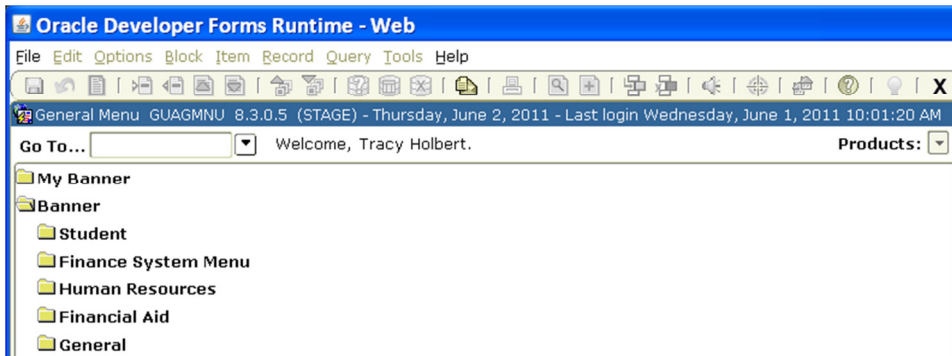 Oracle Developer Forms Runtime - Web
File Edit Options Block Item Record Query Tools Help
X
General Menu GUAGMNU 8.3.0.5 (STAGE) - Thursday, June 2, 2011 - Last login Wednesday, June 1, 2011 10:01:20 AM
Go To... Welcome, Tracy Holbert. Products:
My Banner
Banner
Student
Finance System Menu
Human Resources
Financial Aid
General